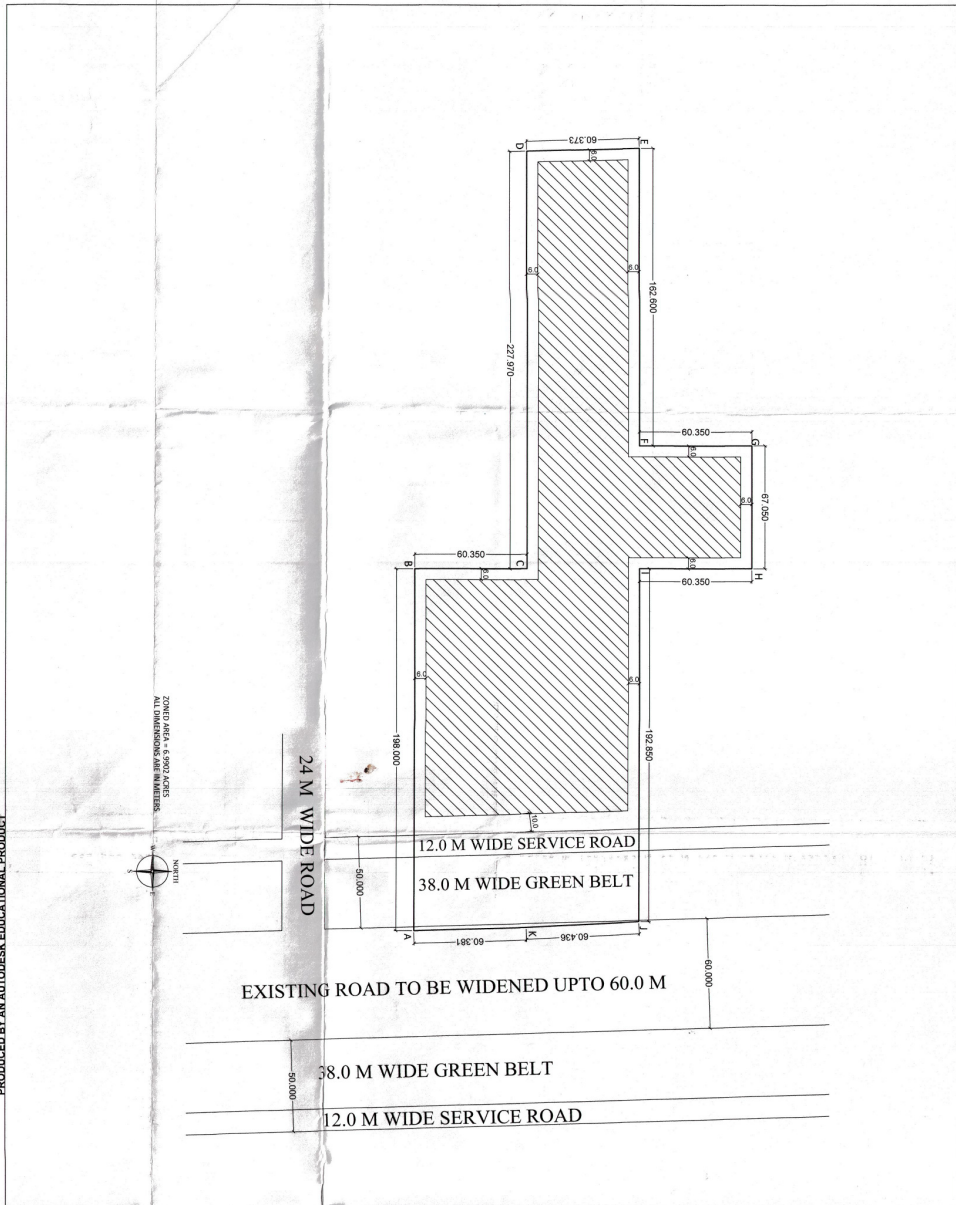 D
60.373
E
6.0
6.0
6.0
162.600
227.970
60.350
F
G
6.0
6.0
67.050
B
60.350
C
6.0
6.0
I
60.350
H
6.0
6.0
198.000
192.850
10.0
ZONED AREA = 6.9902 ACRES
ALL DIMENSIONS ARE IN METERS
24 M WIDE ROAD
12.0 M WIDE SERVICE ROAD
38.0 M WIDE GREEN BELT
50.000
NORTH
W
E
S
A
60.381
K
60.436
J
60.000
EXISTING ROAD TO BE WIDENED UPTO 60.0 M
38.0 M WIDE GREEN BELT
50.000
12.0 M WIDE SERVICE ROAD
PRODUCED BY AN AUTODESK EDUCATIONAL PRODUCT